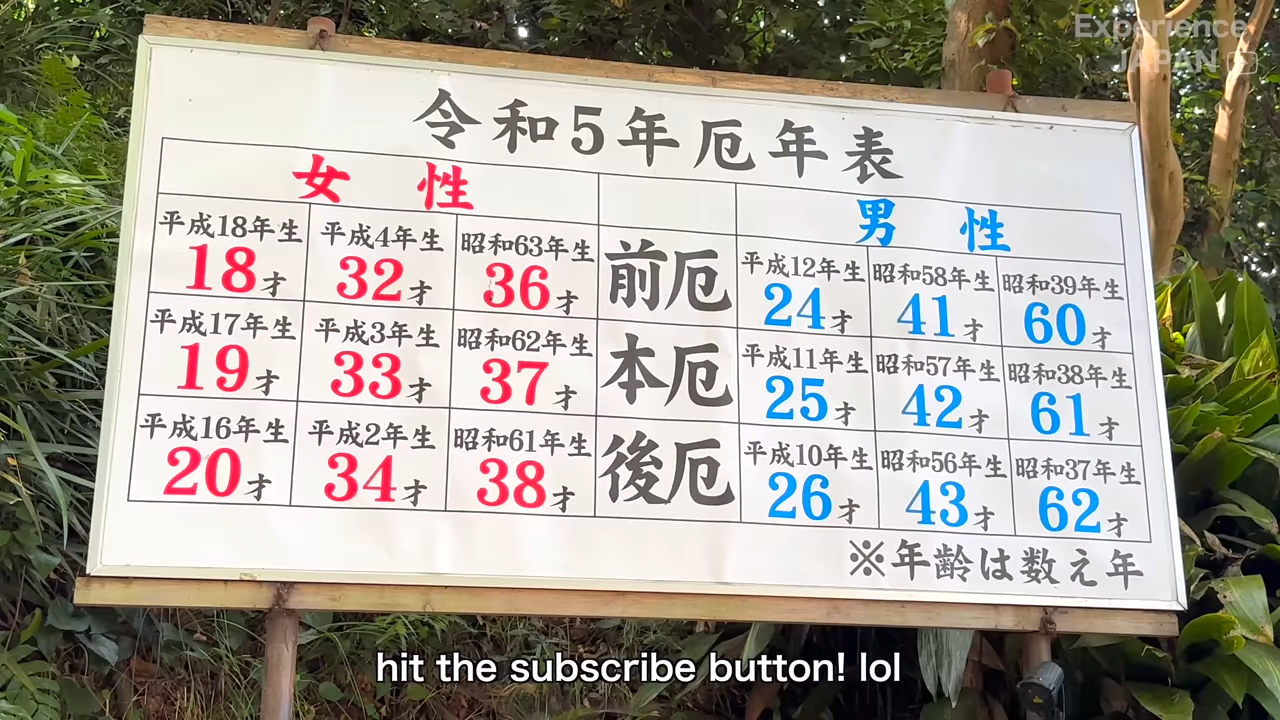 Experience
JAPAN
令和5年厄年表
女性 男性
平成18年生 平成4年生 昭和63年生 前厄 平成12年生 昭和58年生 昭和39年生
18才 32才 36才 24才 41才 60才
平成17年生 平成3年生 昭和62年生 本厄 平成11年生 昭和57年生 昭和38年生
19才 33才 37才 25才 42才 61才
平成16年生 平成2年生 昭和61年生 後厄 平成10年生 昭和56年生 昭和37年生
20才 34才 38才 26才 43才 62才
※年齢は数え年
hit the subscribe button! lol